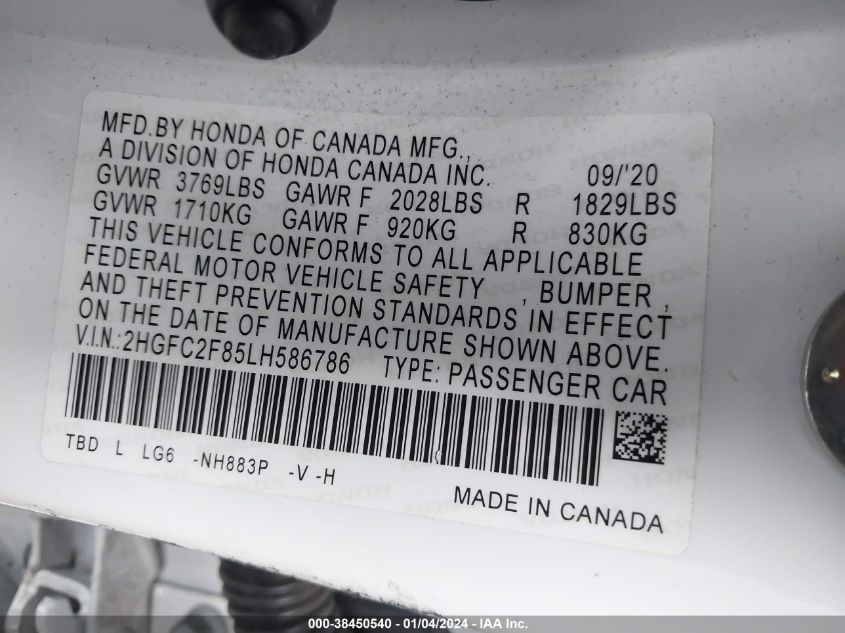 MFD.BY HONDA OF CANADA MFG.,
A DIVISION OF HONDA CANADA INC. 09/'20
GVWR 3769LBS GAWR F 2028LBS R 1829LBS
GVWR 1710KG GAWR F 920KG R 830KG
THIS VEHICLE CONFORMS TO ALL APPLICABLE
FEDERAL MOTOR VEHICLE SAFETY , BUMPER ,
AND THEFT PREVENTION STANDARDS IN EFFECT
ON THE DATE OF MANUFACTURE SHOWN ABOVE.
V.I.N.:2HGFC2F85LH586786 TYPE: PASSENGER CAR
TBD L LG6 -NH883P -V -H
MADE IN CANADA
000-38450540 - 01/04/2024 - IAA Inc.